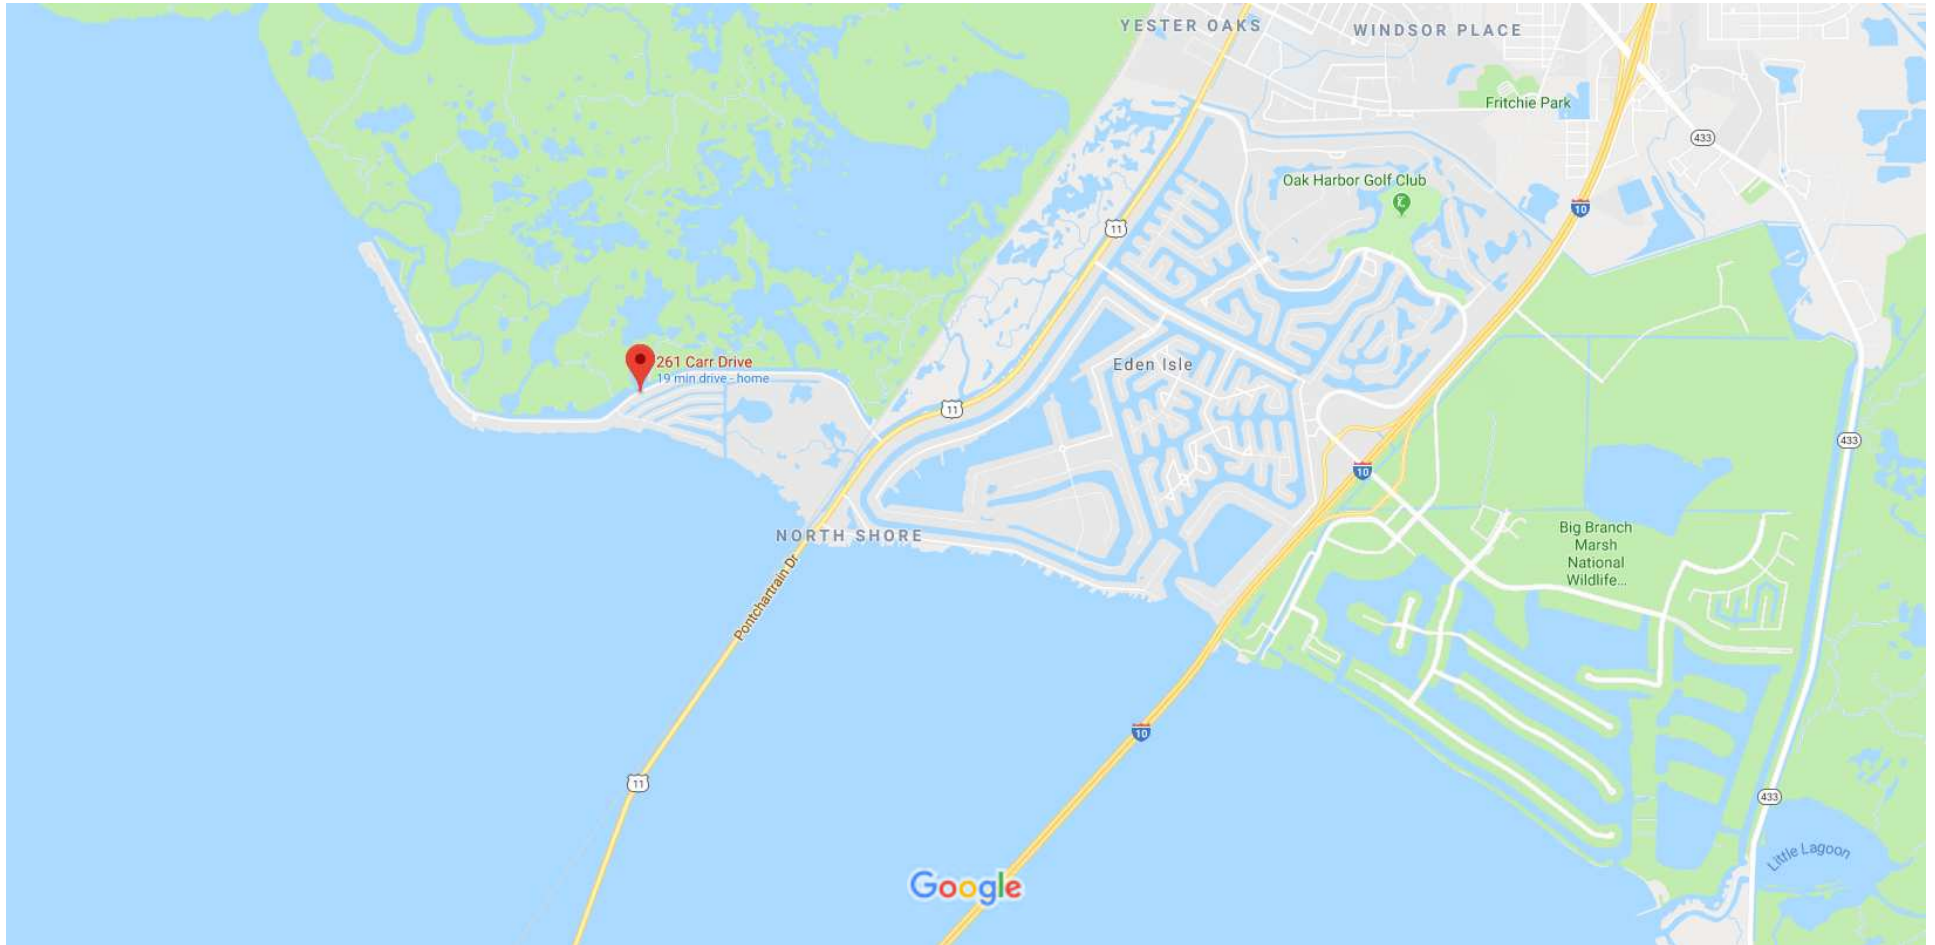 YESTER OAKS
WINDSOR PLACE
Fritchie Park
433
Oak Harbor Golf Club
10
11
261 Carr Drive
19 min drive - home
Eden Isle
11
433
10
NORTH SHORE
Big Branch
Marsh
National
Wildlife...
Pontchartrain Dr
10
11
433
Little Lagoon
Google